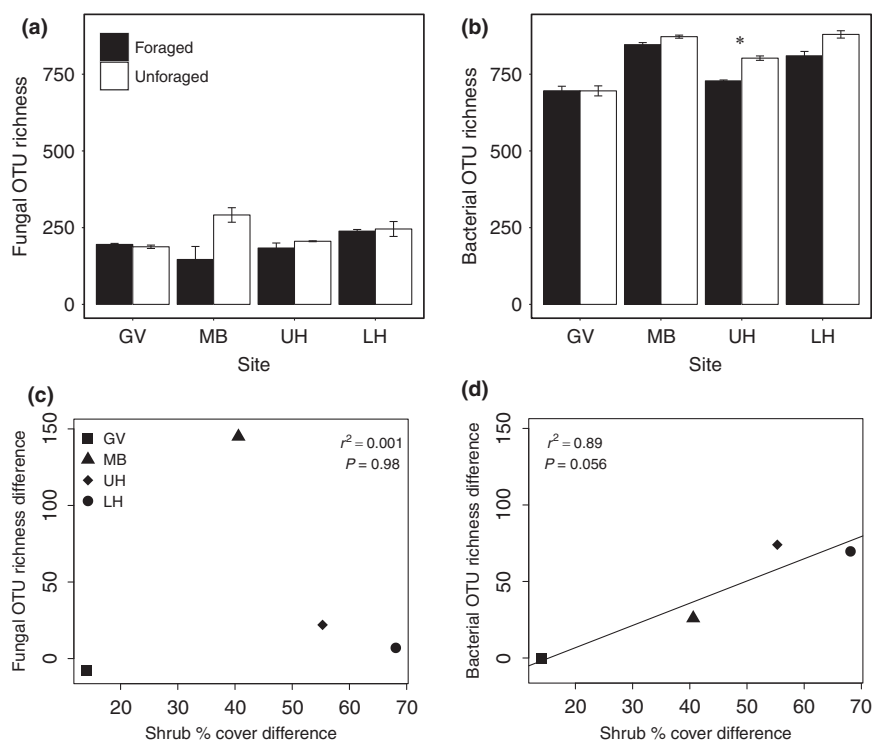 (a)
Foraged
Unforaged
Fungal OTU richness
750
500
250
0
GV MB UH LH
Site
(b)
*
Bacterial OTU richness
750
500
250
0
GV MB UH LH
Site
(c)
GV
MB
UH
LH
r² = 0.001
P = 0.98
Fungal OTU richness difference
150
100
50
0
20 30 40 50 60 70
Shrub % cover difference
(d)
r² = 0.89
P = 0.056
Bacterial OTU richness difference
150
100
50
0
20 30 40 50 60 70
Shrub % cover difference